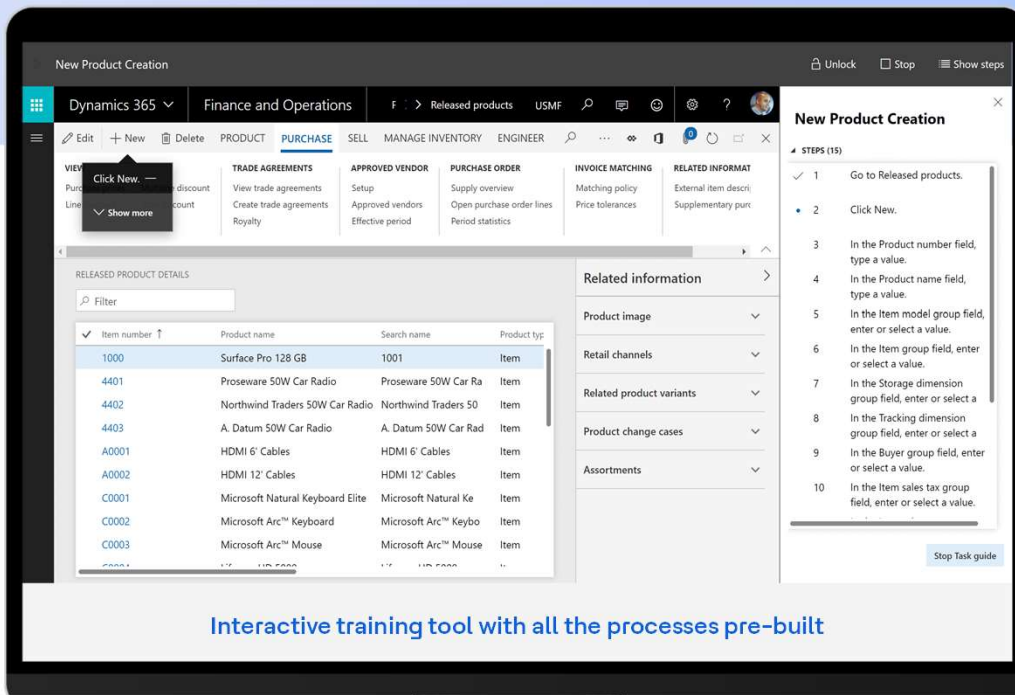 New Product Creation
Unlock
Stop
Show steps
Dynamics 365
Finance and Operations
Released products
USMF
?
Edit
New
Delete
PRODUCT
PURCHASE
SELL
MANAGE INVENTORY
ENGINEER
0
Click New.
Show more
discount
TRADE AGREEMENTS
View trade agreements
Create trade agreements
Royalty
APPROVED VENDOR
Setup
Approved vendors
Effective period
PURCHASE ORDER
Supply overview
Open purchase order lines
Period statistics
INVOICE MATCHING
Matching policy
Price tolerances
RELATED INFORMAT
External item descri
Supplementary purc
RELEASED PRODUCT DETAILS
Filter
Item number ↑ Product name Search name Product typ
1000 Surface Pro 128 GB 1001 Item
4401 Proseware 50W Car Radio Proseware 50W Car Ra Item
4402 Northwind Traders 50W Car Radio Northwind Traders 50 Item
4403 A. Datum 50W Car Radio A. Datum 50W Car Rad Item
A0001 HDMI 6' Cables HDMI 6' Cables Item
A0002 HDMI 12' Cables HDMI 12' Cables Item
C0001 Microsoft Natural Keyboard Elite Microsoft Natural Ke Item
C0002 Microsoft Arc™ Keyboard Microsoft Arc™ Keybo Item
C0003 Microsoft Arc™ Mouse Microsoft Arc™ Mouse Item
Related information
Product image
Retail channels
Related product variants
Product change cases
Assortments
New Product Creation
STEPS (15)
1 Go to Released products.
2 Click New.
3 In the Product number field,
type a value.
4 In the Product name field,
type a value.
5 In the Item model group field,
enter or select a value.
6 In the Item group field, enter
or select a value.
7 In the Storage dimension
group field, enter or select a
8 In the Tracking dimension
group field, enter or select a
9 In the Buyer group field, enter
or select a value.
10 In the Item sales tax group
field, enter or select a value.
Stop Task guide
Interactive training tool with all the processes pre-built